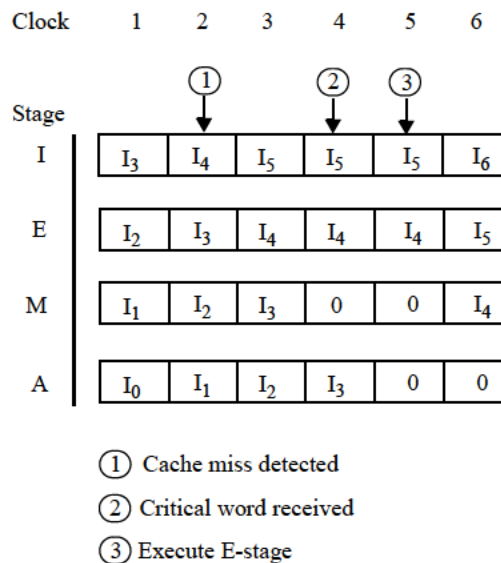 Clock 1 2 3 4 5 6
1 2 3
Stage
I I₃ I₄ I₅ I₅ I₅ I₆
E I₂ I₃ I₄ I₄ I₄ I₅
M I₁ I₂ I₃ 0 0 I₄
A I₀ I₁ I₂ I₃ 0 0
1 Cache miss detected
2 Critical word received
3 Execute E-stage